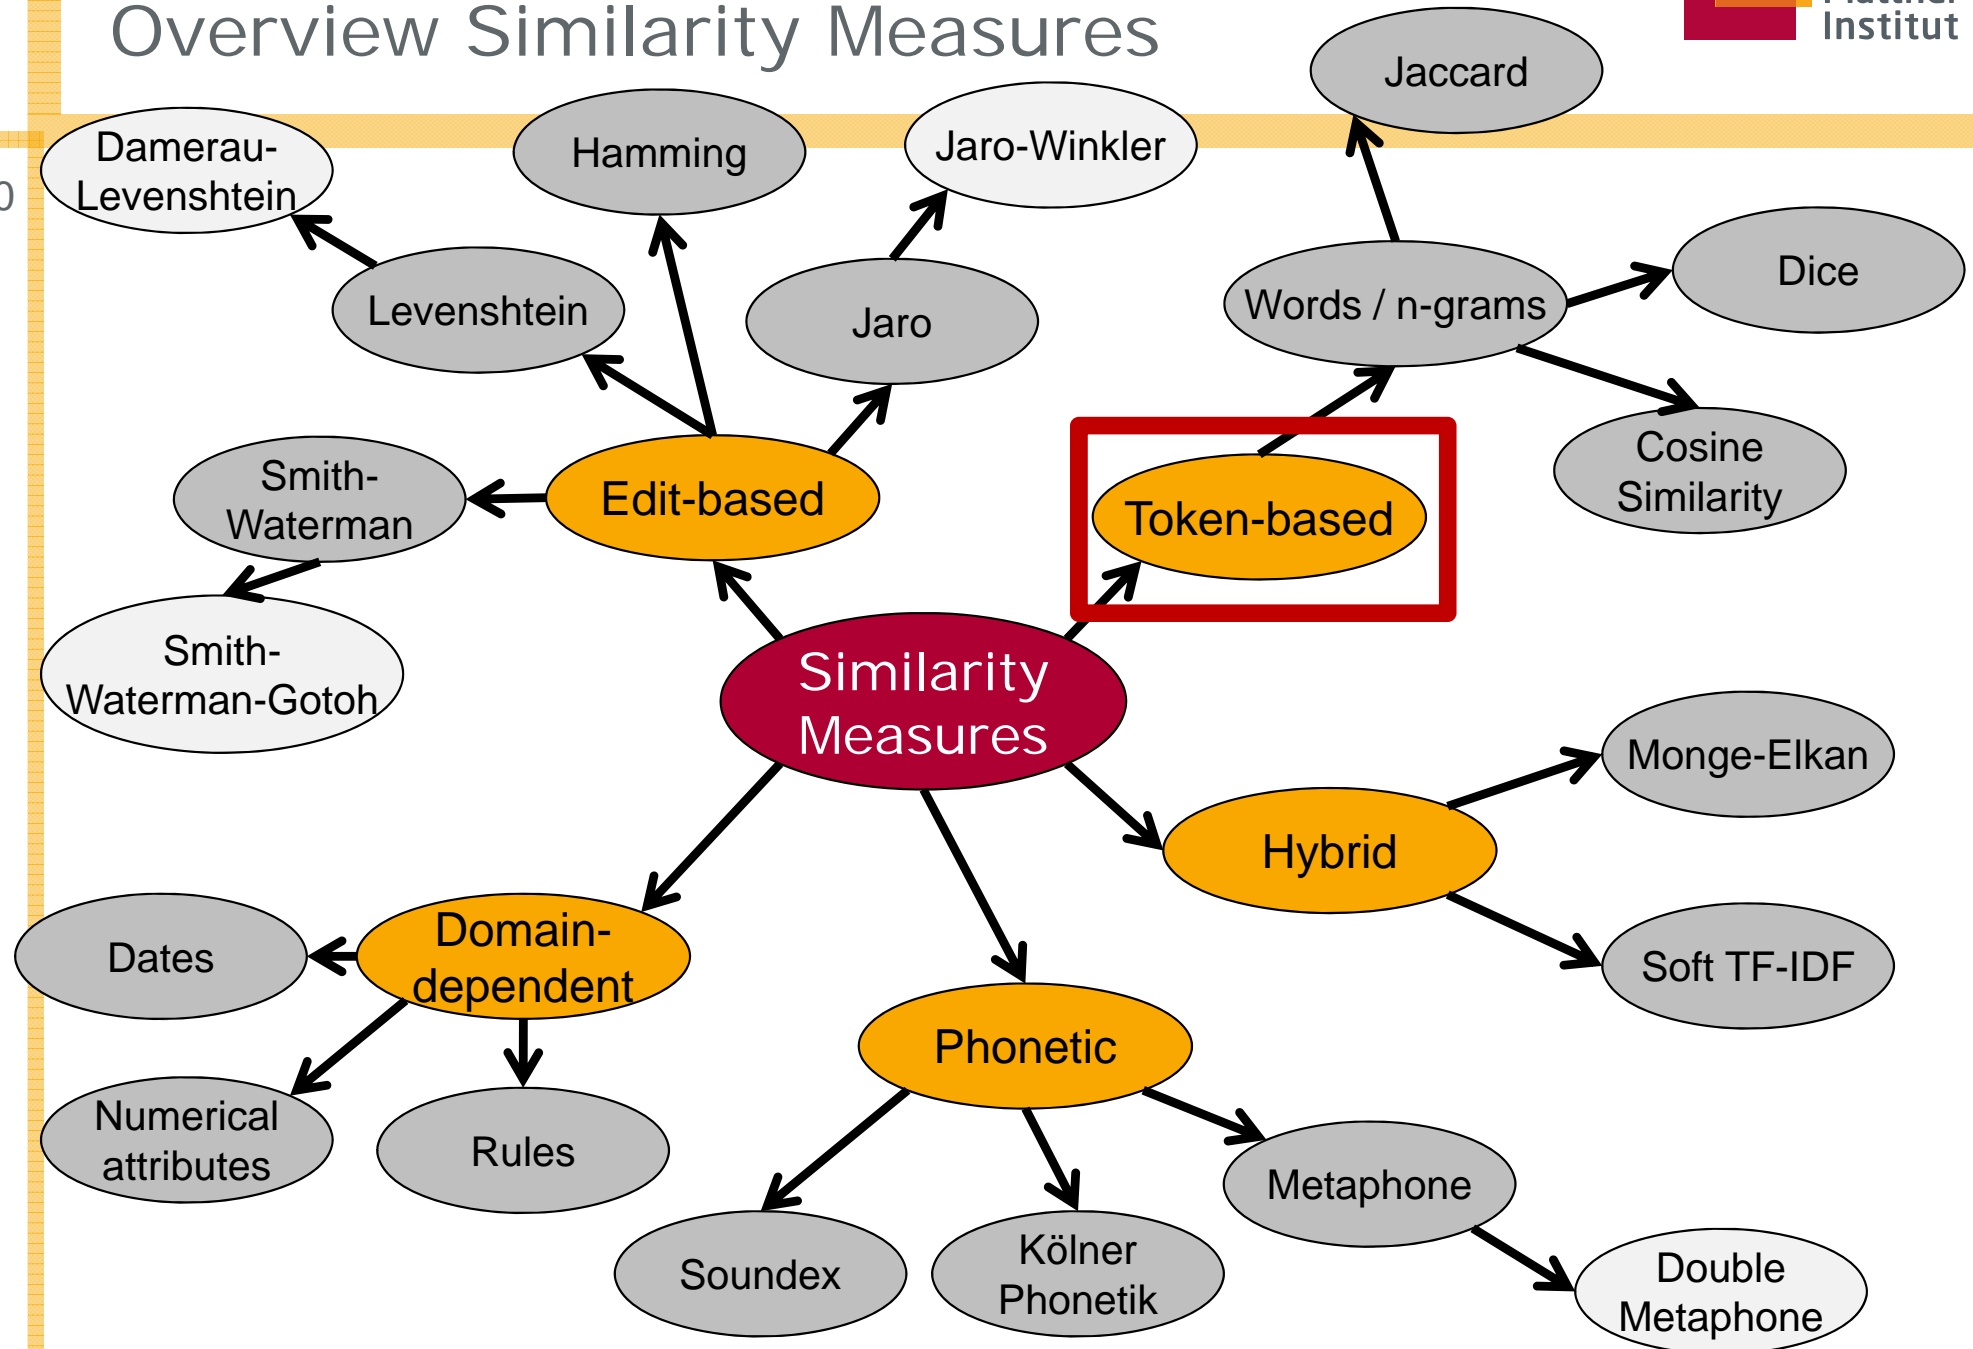 Overview Similarity Measures
Institut
0
Jaccard
Damerau-
Levenshtein
Hamming
Jaro-Winkler
Levenshtein
Jaro
Words / n-grams
Dice
Smith-
Waterman
Edit-based
Token-based
Cosine
Similarity
Smith-
Waterman-Gotoh
Similarity
Measures
Monge-Elkan
Hybrid
Dates
Domain-
dependent
Soft TF-IDF
Phonetic
Numerical
attributes
Rules
Metaphone
Soundex
Kölner
Phonetik
Double
Metaphone